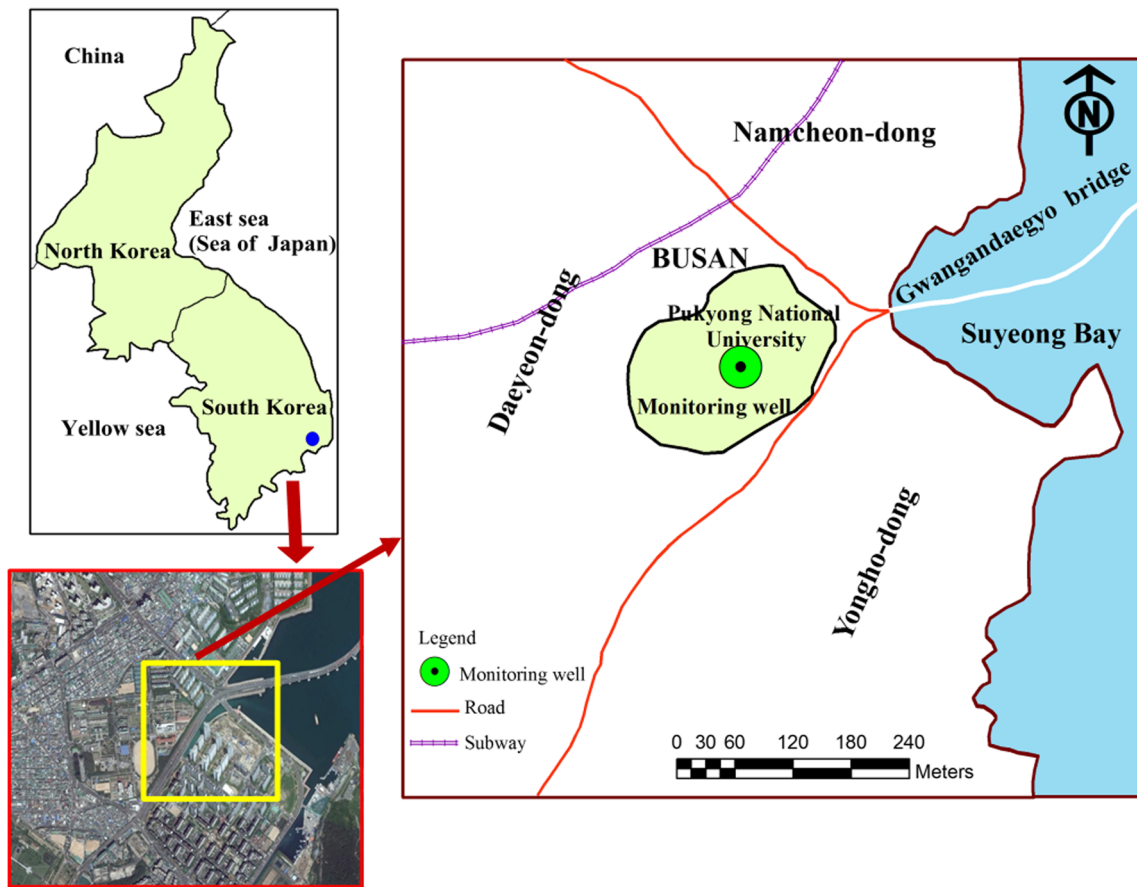 China
East sea
(Sea of Japan)
North Korea
South Korea
Yellow sea
N
Namcheon-dong
Gwangandaegyo bridge
BUSAN
Daeyeon-dong
Pukyong National
University
Suyeong Bay
Monitoring well
Yongho-dong
Legend
Monitoring well
Road
Subway
0 30 60 120 180 240
Meters